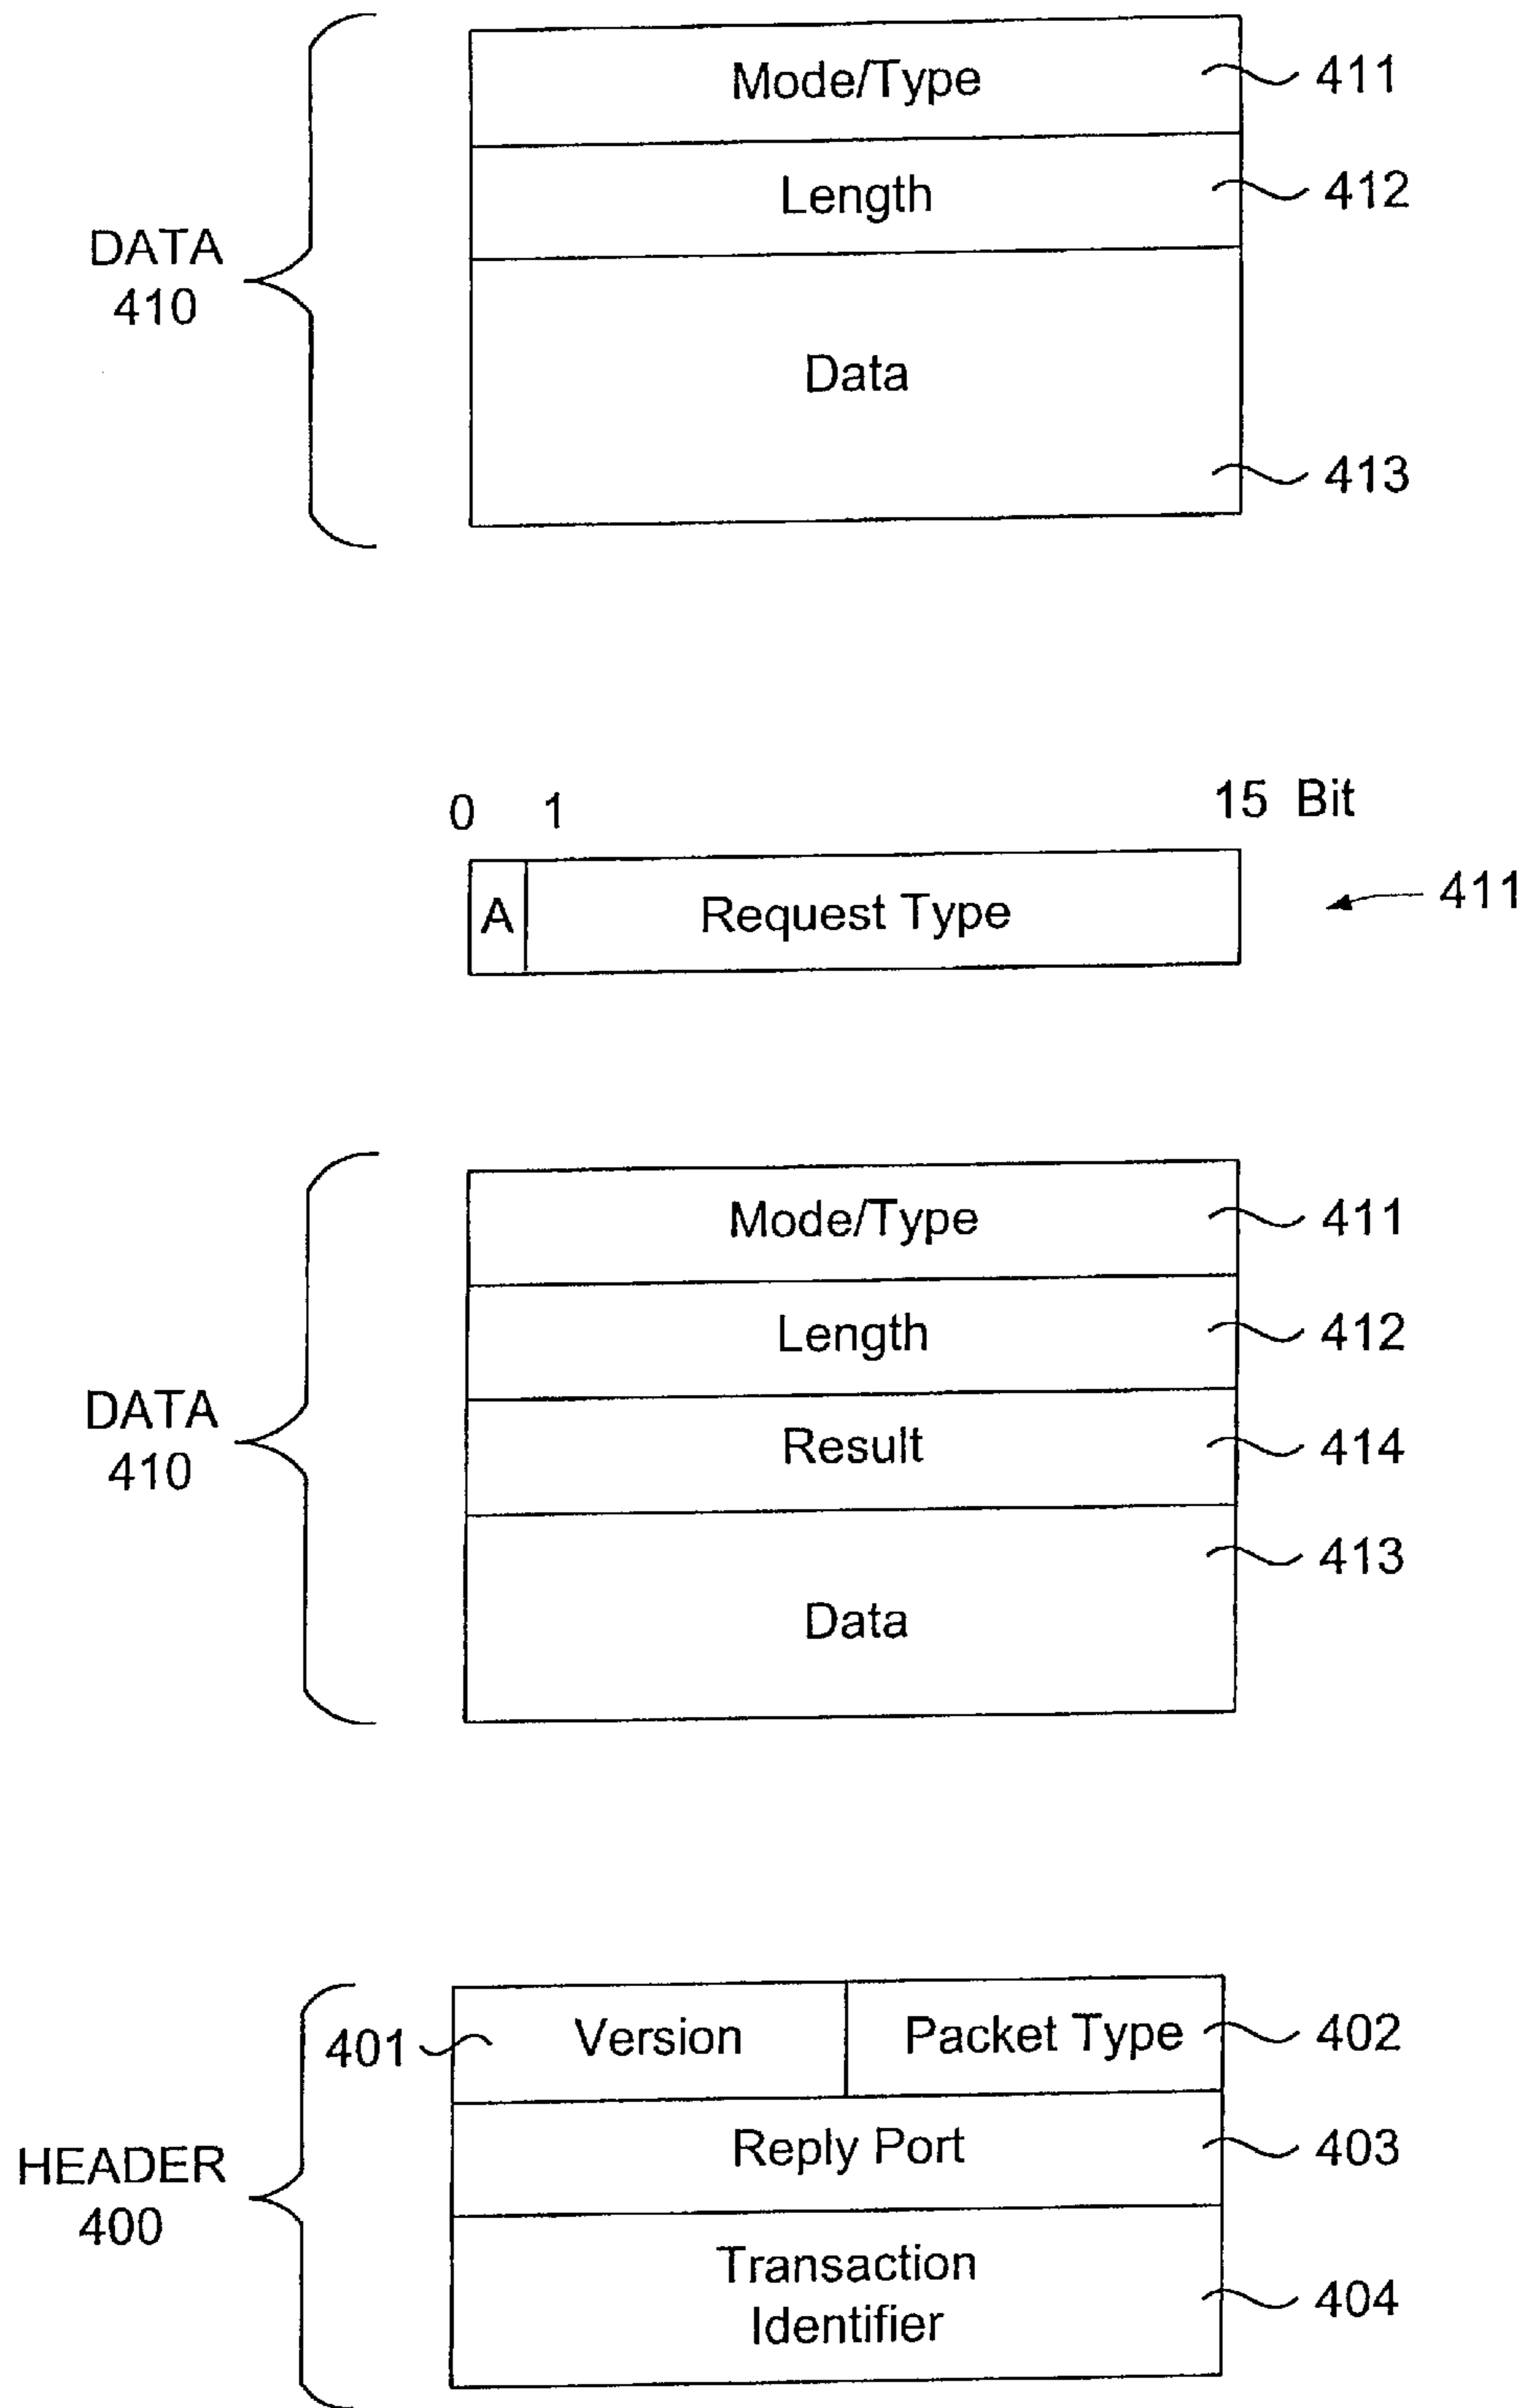 Mode/Type 411
Length 412
DATA
410
Data
413
0 1 15 Bit
A Request Type 411
Mode/Type 411
Length 412
DATA
410
Result 414
413
Data
401 Version Packet Type 402
Reply Port 403
HEADER
400
Transaction
Identifier
404